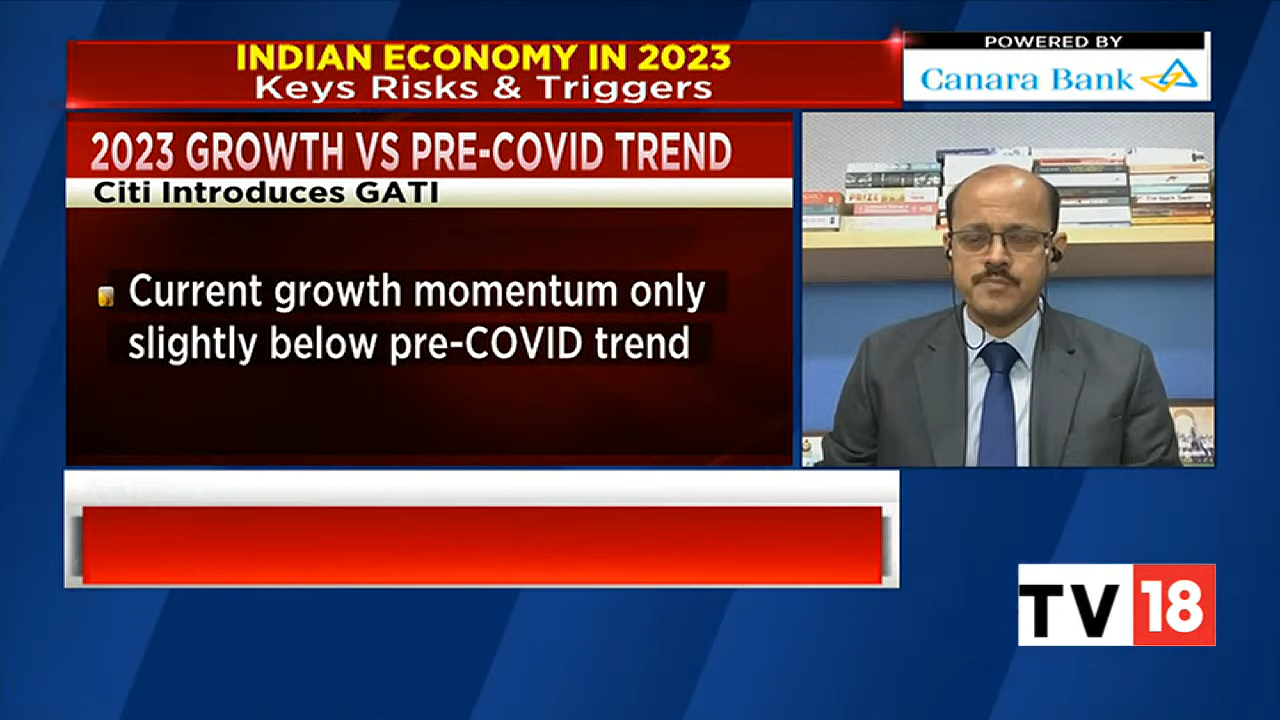 INDIAN ECONOMY IN 2023
Keys Risks & Triggers
POWERED BY
Canara Bank
2023 GROWTH VS PRE-COVID TREND
Citi Introduces GATI
Current growth momentum only
slightly below pre-COVID trend
PRIZE
TV18